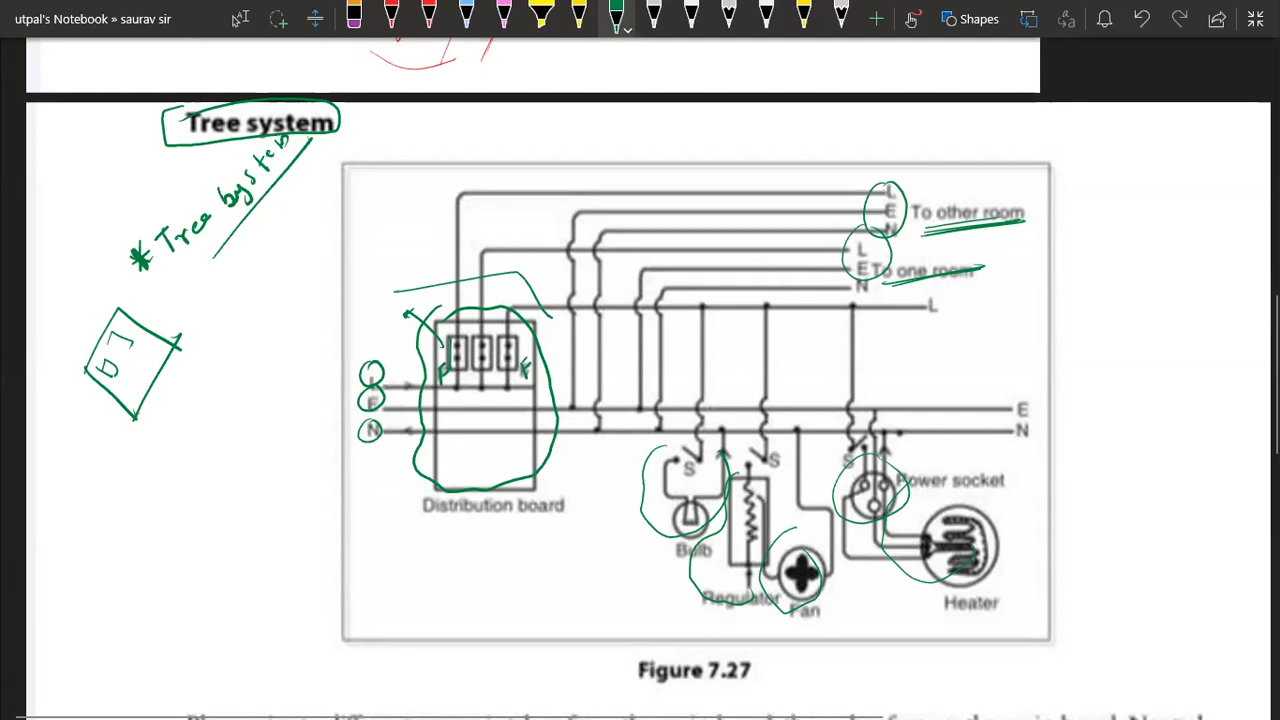 utpal's Notebook » saurav sir
Shapes
Tree system
* Tree System
L
E
To other room
N
L
E To one room
N
L
F
F
L
E
N
E
N
S
S
S
Power socket
Distribution board
Bulb
Regulator
Fan
Heater
Figure 7.27